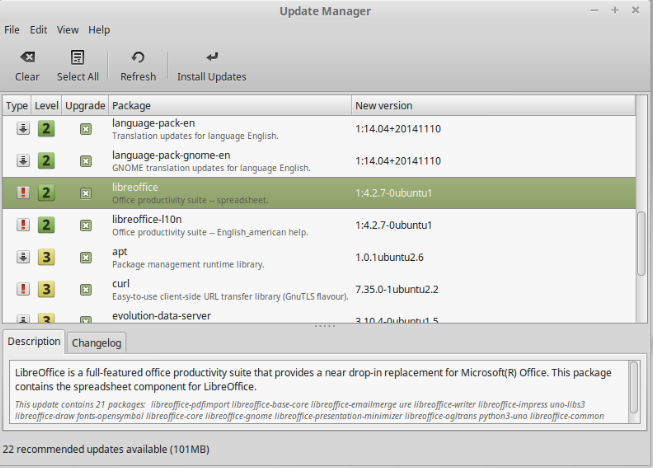 Update Manager
File Edit View Help
Clear Select All Refresh Install Updates
Type Level Upgrade Package New version
2 language-pack-en 1:14.04+20141110
Translation updates for language English.
2 language-pack-gnome-en 1:14.04+20141110
GNOME translation updates for language English.
2 libreoffice 1:4.2.7-0ubuntu1
Office productivity suite -- spreadsheet.
2 libreoffice-l10n 1:4.2.7-0ubuntu1
Office productivity suite -- English_american help.
3 apt 1.0.1ubuntu2.6
Package management runtime library.
3 curl 7.35.0-1ubuntu2.2
Easy-to-use client-side URL transfer library (GnuTLS flavour).
3 evolution-data-server 3.10.4-0ubuntu1.5
Description Changelog
LibreOffice is a full-featured office productivity suite that provides a near drop-in replacement for Microsoft(R) Office. This package
contains the spreadsheet component for LibreOffice.
This update contains 21 packages: libreoffice-pdfimport libreoffice-base-core libreoffice-emailmerge ure libreoffice-writer libreoffice-impress uno-libs3
libreoffice-draw fonts-opensymbol libreoffice-core libreoffice-gnome libreoffice-presentation-minimizer libreoffice-ogltrans python3-uno libreoffice-common
22 recommended updates available (101MB)